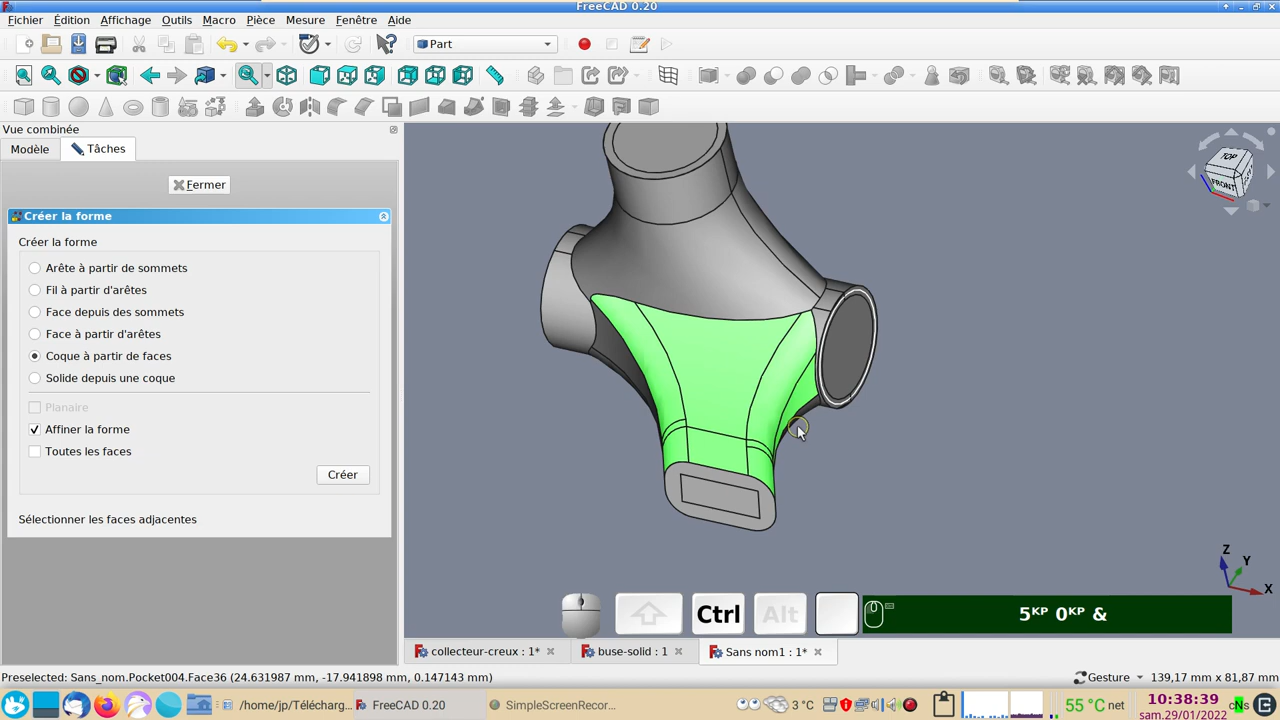 FreeCAD 0.20
Fichier Édition Affichage Outils Macro Pièce Mesure Fenêtre Aide
Part
Vue combinée
Modèle Tâches
Fermer
Créer la forme
Créer la forme
Arête à partir de sommets
Fil à partir d'arêtes
Face depuis des sommets
Face à partir d'arêtes
Coque à partir de faces
Solide depuis une coque
Planaire
Affiner la forme
Toutes les faces
Créer
Sélectionner les faces adjacentes
TOP
FRONT
Z
Y
X
Ctrl Alt 5KP 0KP &
collecteur-creux : 1* buse-solid : 1 Sans nom1 : 1*
Preselected: Sans_nom.Pocket004.Face36 (24.631987 mm, -17.941898 mm, 0.147143 mm) Gesture 139,17 mm x 81,87 mm
/home/jp/Télécharg... FreeCAD 0.20 SimpleScreenRecor... 3 °C 55 °C net 10:38:39 cNs
sam.29/01/2022